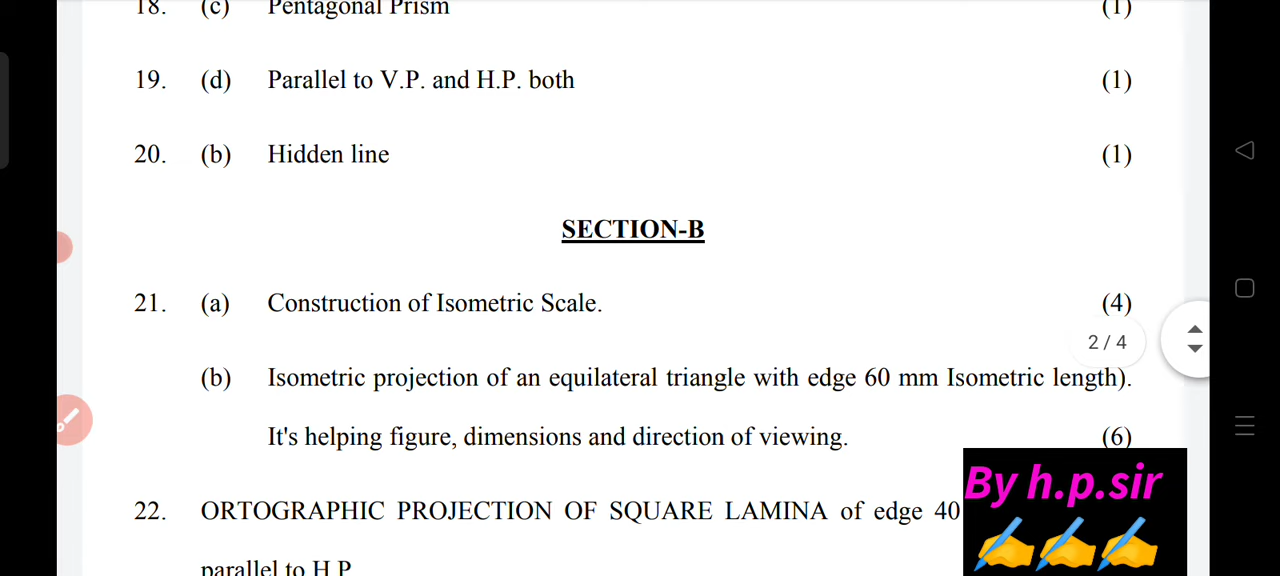 18. (c) Pentagonal Prism (1)
19. (d) Parallel to V.P. and H.P. both (1)
20. (b) Hidden line (1)
SECTION-B
21. (a) Construction of Isometric Scale. (4)
2 / 4
(b) Isometric projection of an equilateral triangle with edge 60 mm Isometric length).
It's helping figure, dimensions and direction of viewing. (6)
By h.p.sir
22. ORTOGRAPHIC PROJECTION OF SQUARE LAMINA of edge 40
parallel to H.P